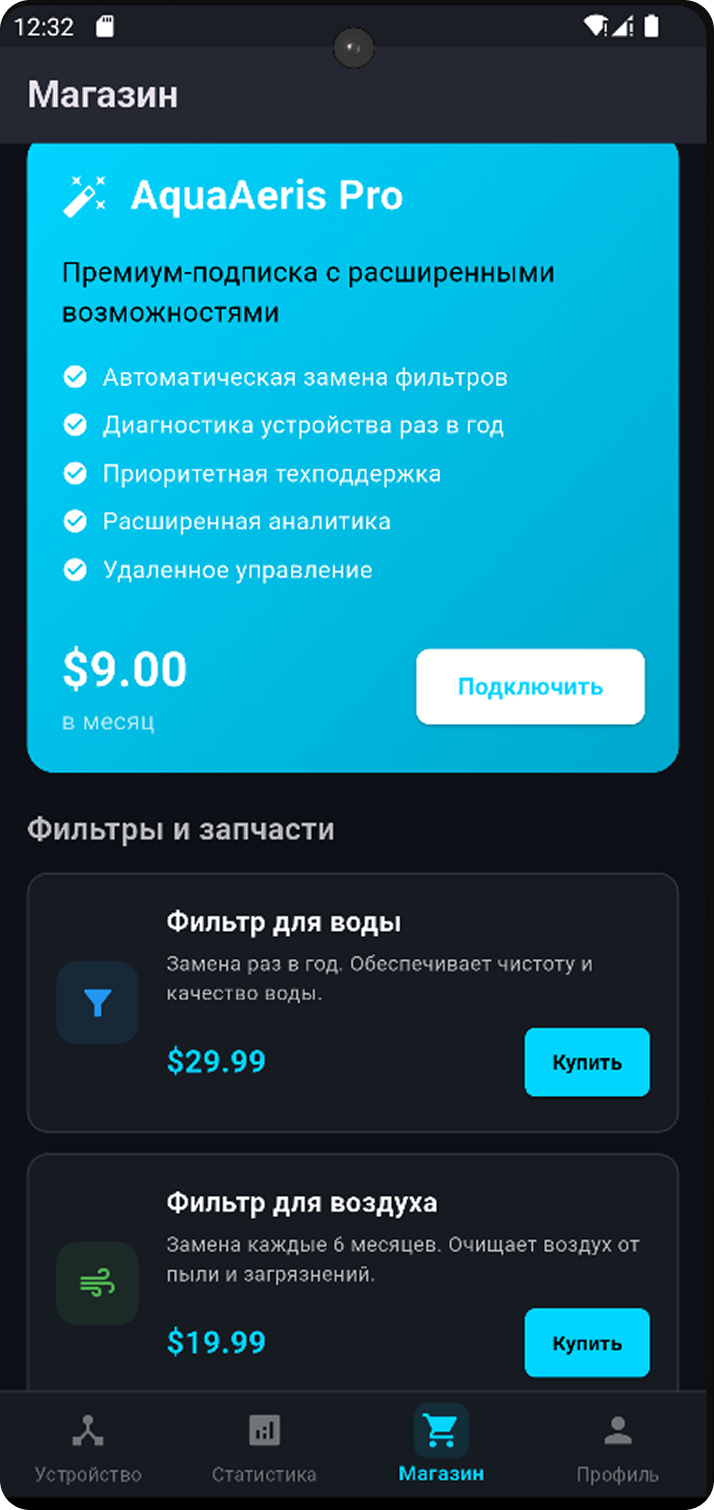 12:32
Магазин
AquaAeris Pro
Премиум-подписка с расширенными
возможностями
Автоматическая замена фильтров
Диагностика устройства раз в год
Приоритетная техподдержка
Расширенная аналитика
Удаленное управление
$9.00
в месяц
Подключить
Фильтры и запчасти
Фильтр для воды
Замена раз в год. Обеспечивает чистоту и
качество воды.
$29.99
Купить
Фильтр для воздуха
Замена каждые 6 месяцев. Очищает воздух от
пыли и загрязнений.
$19.99
Купить
Устройство
Статистика
Магазин
Профиль